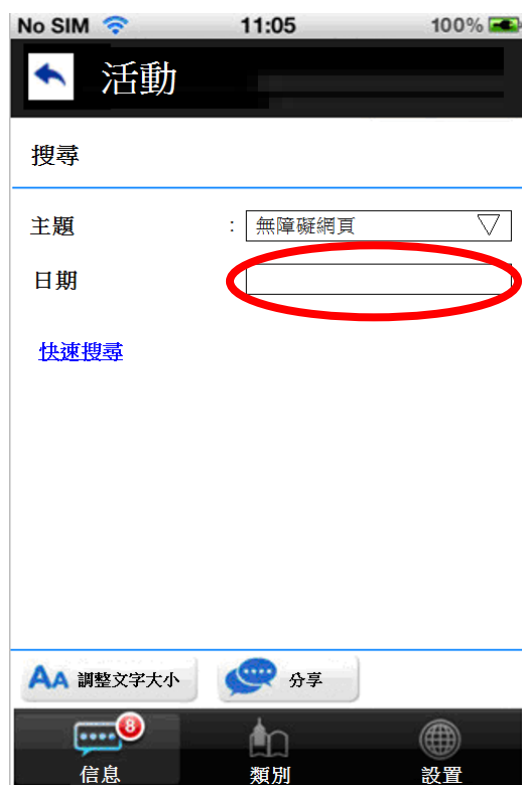 No SIM 11:05 100%
活動
搜尋
主題 : 無障礙網頁
日期
快速搜尋
AA 調整文字大小 分享
8
信息 類別 設置